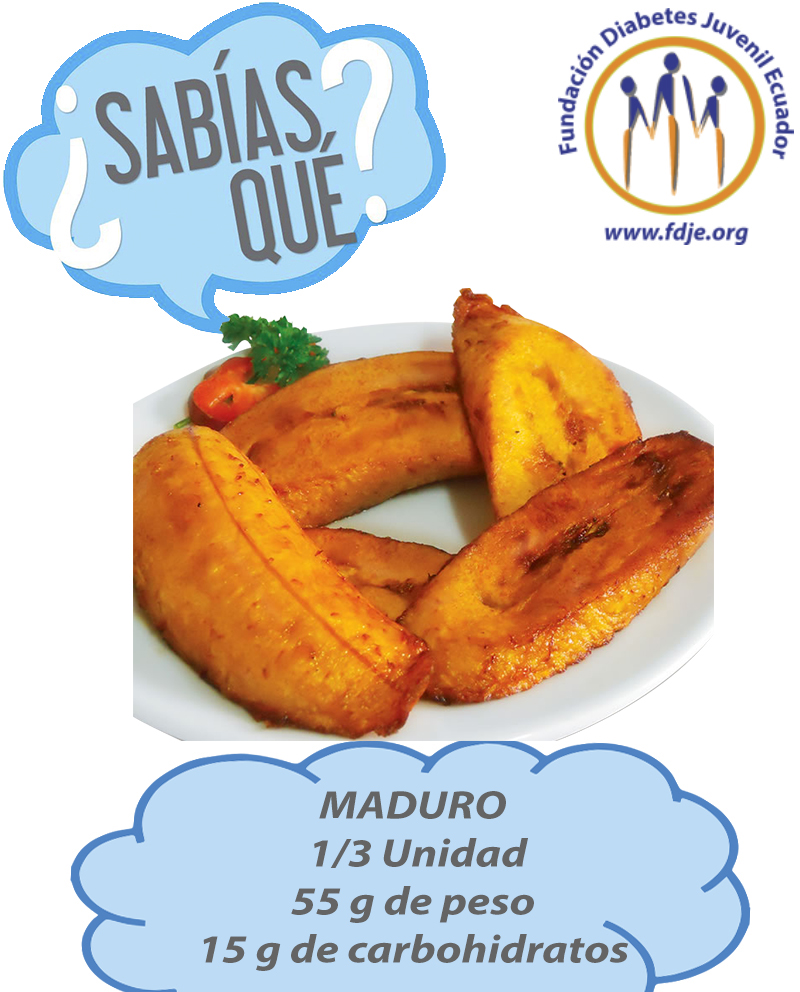 ¿SABÍAS
QUÉ?
Fundación Diabetes Juvenil Ecuador
www.fdje.org
MADURO
1/3 Unidad
55 g de peso
15 g de carbohidratos